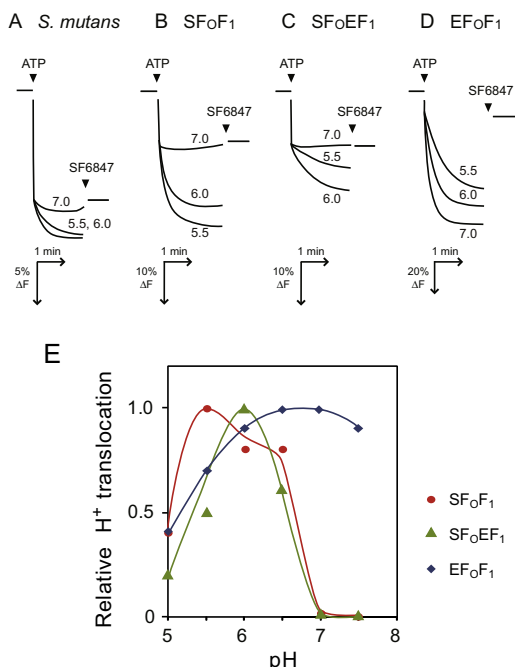 A S. mutans
B SFOF1
C SFOEF1
D EFOF1
ATP
SF6847
7.0
5.5, 6.0
1 min
5%
ΔF
ATP
SF6847
7.0
6.0
5.5
1 min
10%
ΔF
ATP
SF6847
7.0
5.5
6.0
1 min
10%
ΔF
ATP
SF6847
5.5
6.0
7.0
1 min
20%
ΔF
E
Relative H+ translocation
1.0
0.5
0
5
6
7
8
pH
SFOF1
SFOEF1
EFOF1